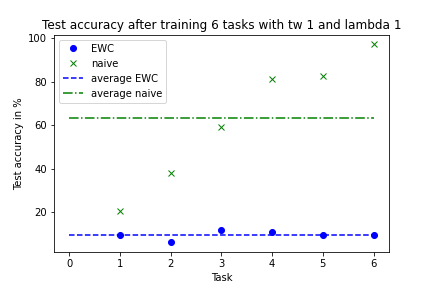 Test accuracy after training 6 tasks with tw 1 and lambda 1
100
80
60
40
20
Test accuracy in %
EWC
naive
average EWC
average naive
0 1 2 3 4 5 6
Task